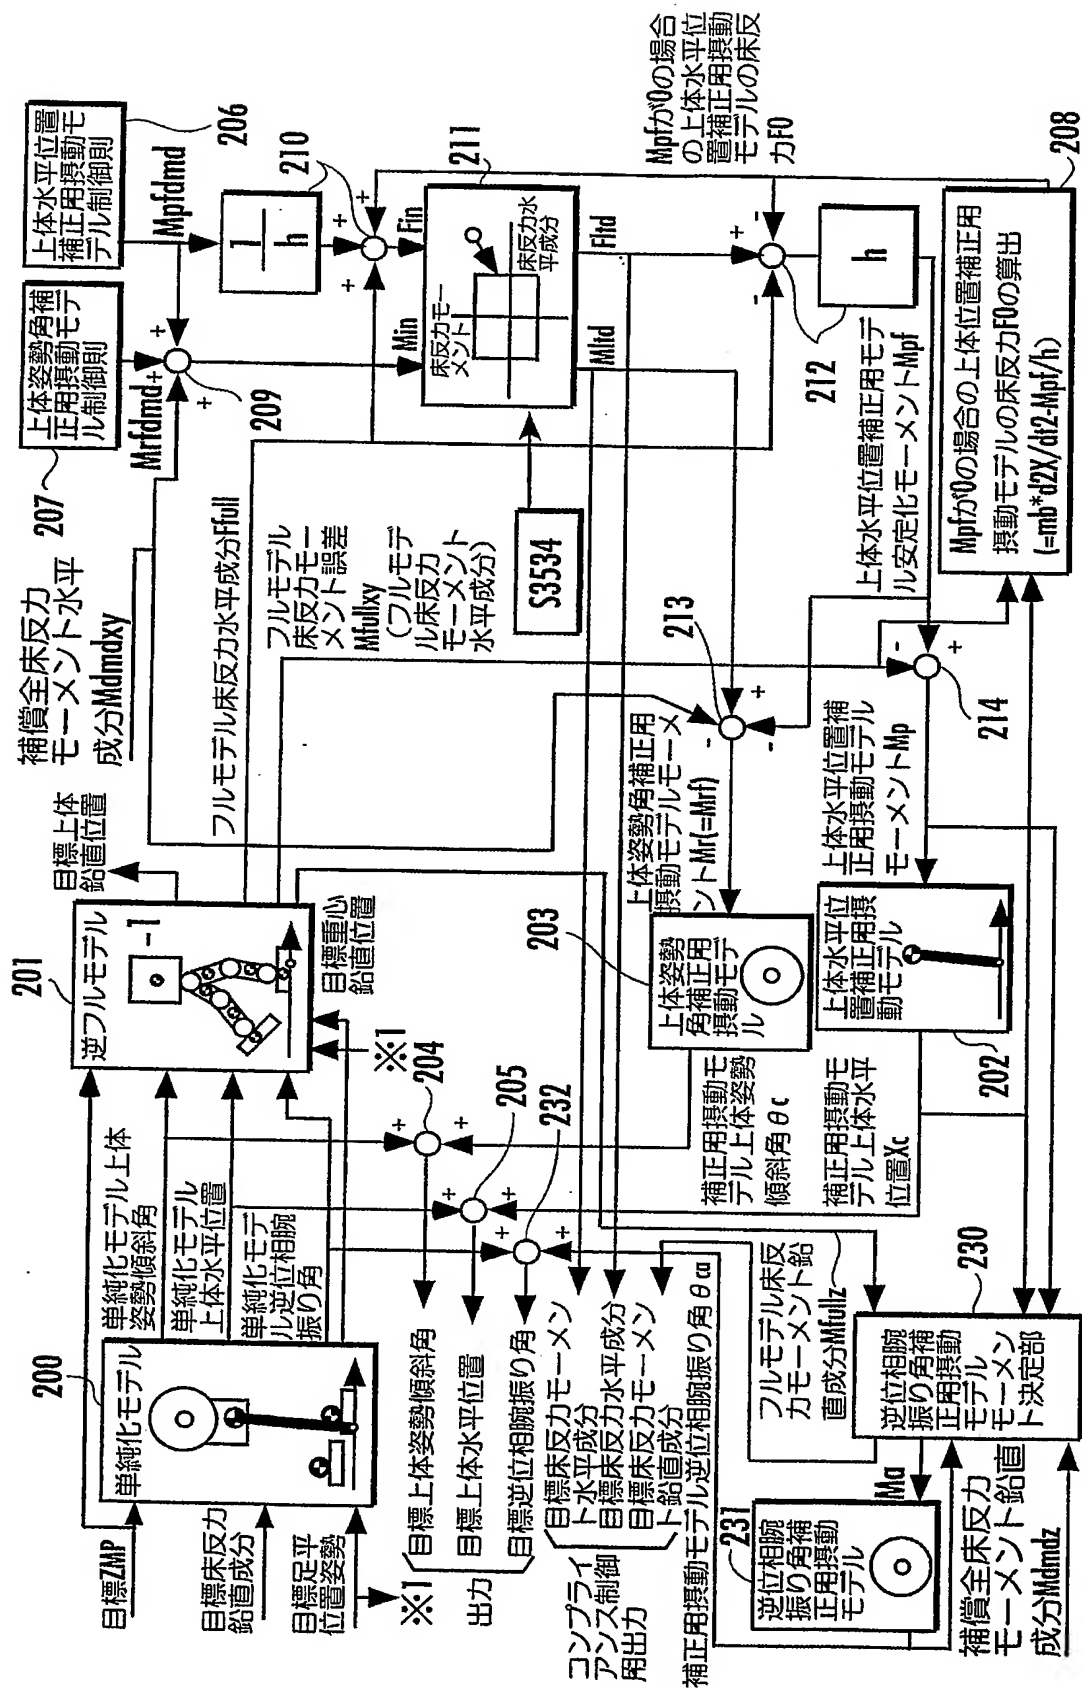 目標ZMP
目標床反力
鉛直成分
目標足平
位置姿勢
※1
200
単純化モデル
単純化モデル上体
姿勢傾斜角
単純化モデル
上体水平位置
単純化モデ
ル逆位相腕
振り角
201
逆フルモデル
-1
※1
目標上体
鉛直位置
目標重心
鉛直位置
補償全床反力
モーメント水平
成分Mdmdxy
フルモデル床反力水平成分Ffull
フルモデル
床反力モー
メント誤差
Mfullxy
(フルモデ
ル床反力
モーメント
水平成分)
207
上体姿勢角補
正用摂動モデ
ル制御則
Mrfdmd
+
+
+
209
上体水平位置
補正用摂動モ
デル制御則
206
Mpfdmd
1
h
210
+
+
+
Fin
Min
211
床反力モー
メント
床反力水
平成分
S3534
Fltd
Mltd
Mpfが0の場合
の上体水平位
置補正用摂動
モデルの床反
力F0
+
-
-
212
h
上体水平位置補正用モデ
ル安定化モーメントMpf
208
Mpfが0の場合の上体位置補正用
摂動モデルの床反力F0の算出
(=mb*d2X/dt2-Mpf/h)
213
-
+
-
214
-
+
上体姿勢角補正用
摂動モデルモーメ
ントMr(=Mrf)
上体水平位置補
正用摂動モデル
モーメントMp
203
上体姿勢
角補正用
摂動モデ
ル
202
上体水平位
置補正用摂
動モデル
補正用摂動モ
デル上体姿勢
傾斜角θc
補正用摂動モ
デル上体水平
位置Xc
204
+
+
205
+
+
232
+
+
目標上体姿勢傾斜角
目標上体水平位置
目標逆位相腕振り角
出力
目標床反力モーメン
ト水平成分
目標床反力水平成分
目標床反力モーメン
ト鉛直成分
コンプライ
アンス制御
用出力
補正用摂動モデル逆位相腕振り角θca
フルモデル床反
力モーメント鉛
直成分Mfullz
230
逆位相腕
振り角補
正用摂動
モデル
モーメン
ト決定部
Ma
231
逆位相腕
振り角補
正用摂動
モデル
補償全床反力
モーメント鉛直
成分Mdmdz